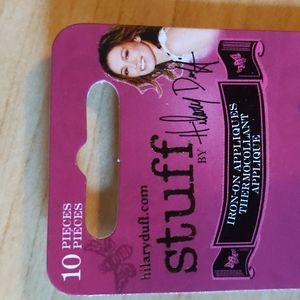 10 PIECES
PIECES
hilaryduff.com
stuff
BY Hilary Duff
IRON-ON APPLIQUES
THERMOCOLLANT
APPLIQUE